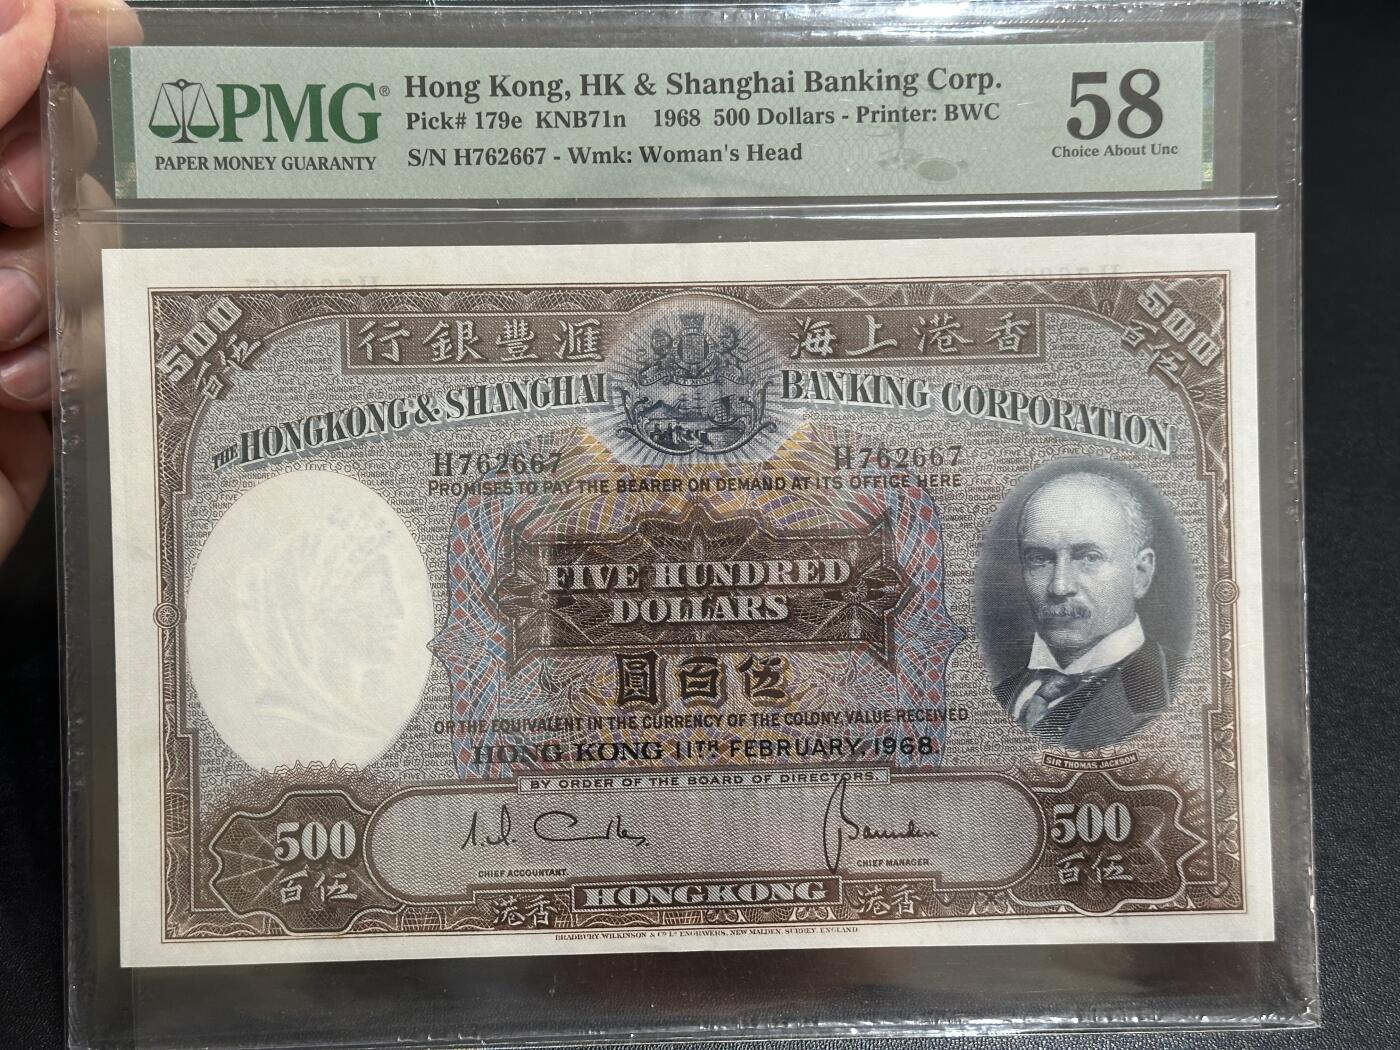 PMG®
PAPER MONEY GUARANTY
Hong Kong, HK & Shanghai Banking Corp.
Pick# 179e KNB71n 1968 500 Dollars - Printer: BWC
S/N H762667 - Wmk: Woman's Head
58
Choice About Unc
500
伍百
行銀豐滙
海上港香
500
伍百
THE HONGKONG & SHANGHAI BANKING CORPORATION
H762667
H762667
PROMISES TO PAY THE BEARER ON DEMAND AT ITS OFFICE HERE
FIVE HUNDRED
DOLLARS
圓百伍
OR THE EQUIVALENT IN THE CURRENCY OF THE COLONY, VALUE RECEIVED
HONG KONG 11TH FEBRUARY, 1968.
SIR THOMAS JACKSON
BY ORDER OF THE BOARD OF DIRECTORS.
500
百伍
CHIEF ACCOUNTANT.
CHIEF MANAGER.
500
百伍
港香
HONGKONG
港香
BRADBURY, WILKINSON & Co Ld ENGRAVERS, NEW MALDEN, SURREY, ENGLAND